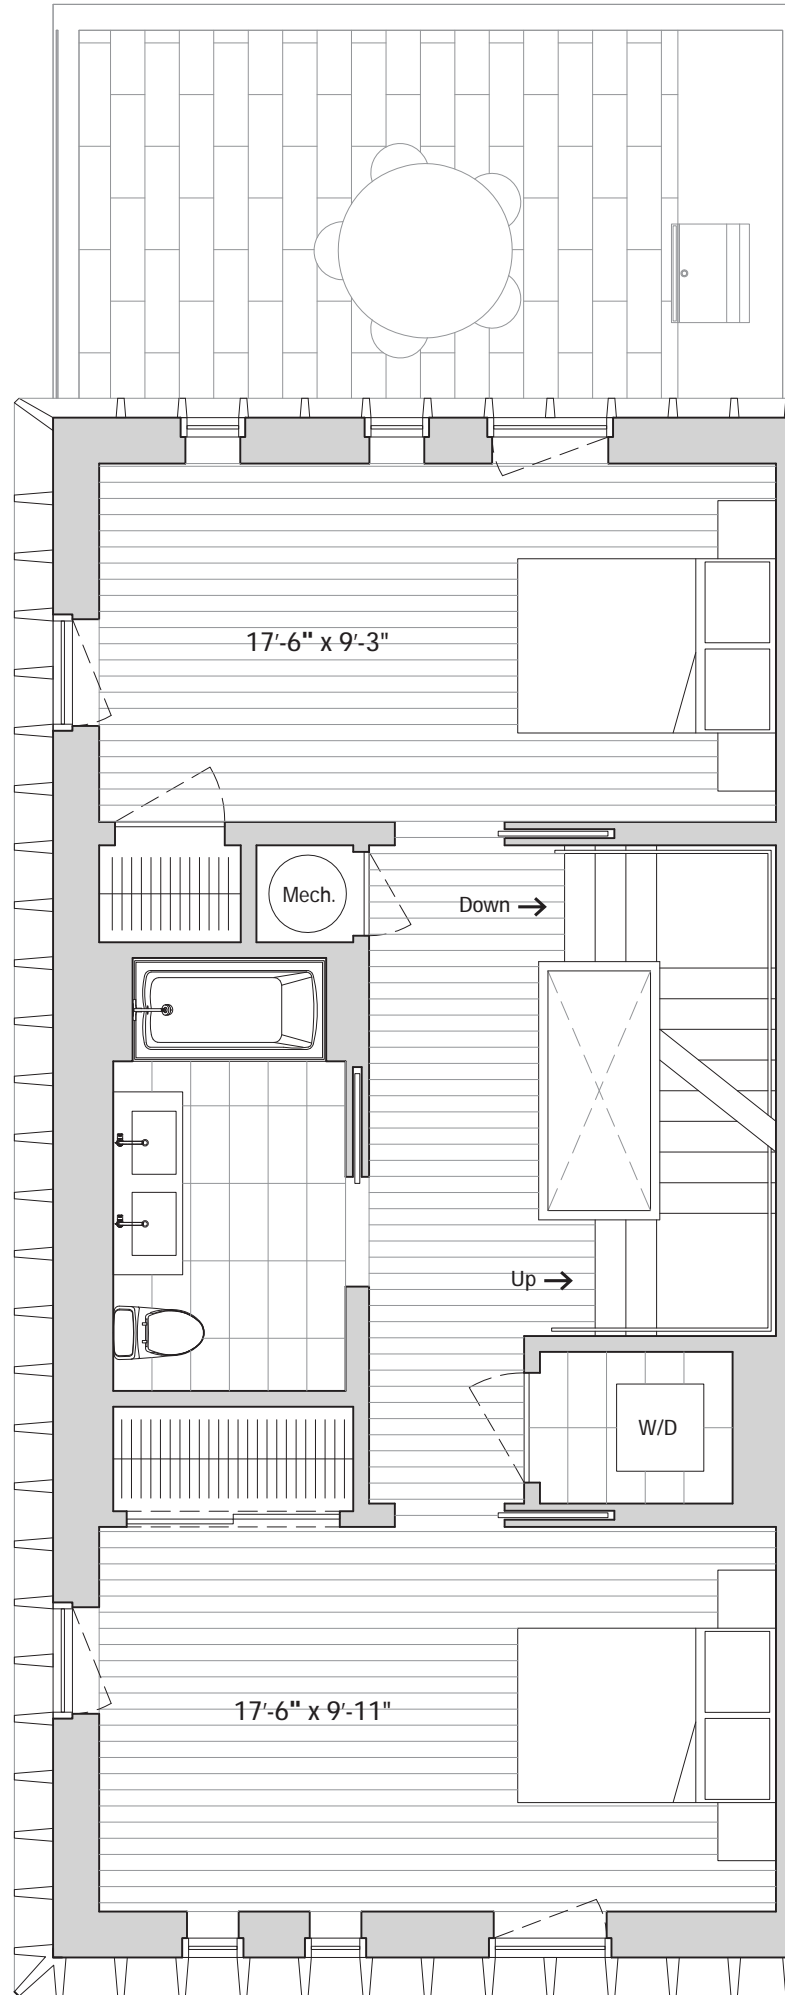 17'-6" x 9'-3"
Mech.
Down →
Up →
W/D
17'-6" x 9'-11"